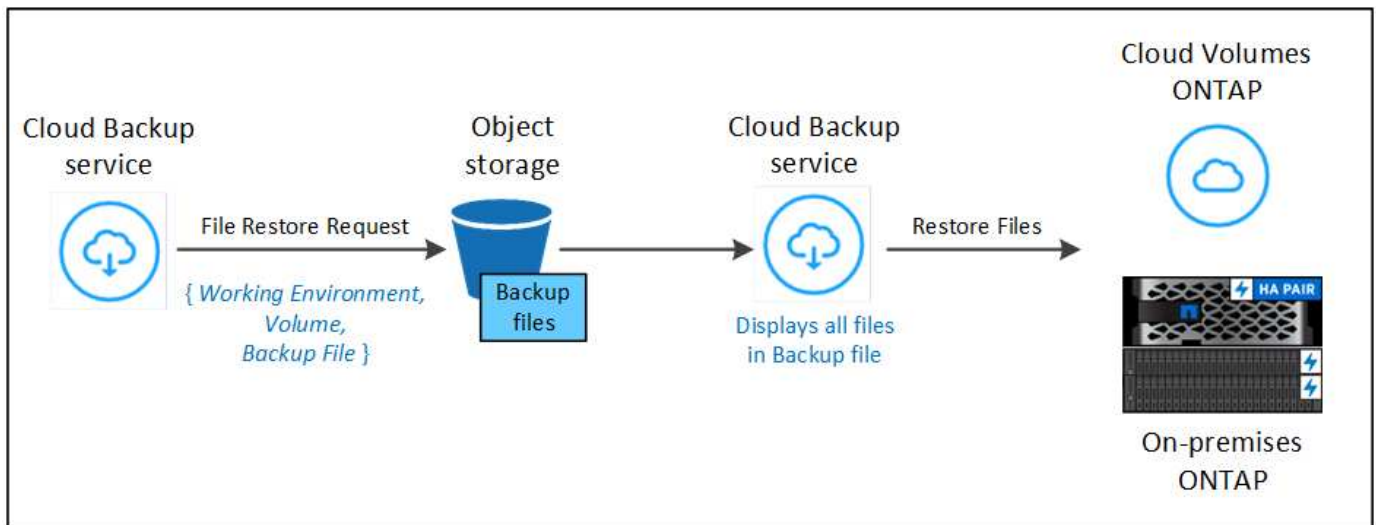 Cloud Backup
service
File Restore Request
{ Working Environment,
Volume,
Backup File }
Object
storage
Backup
files
Cloud Backup
service
Displays all files
in Backup file
Restore Files
Cloud Volumes
ONTAP
HA PAIR
On-premises
ONTAP